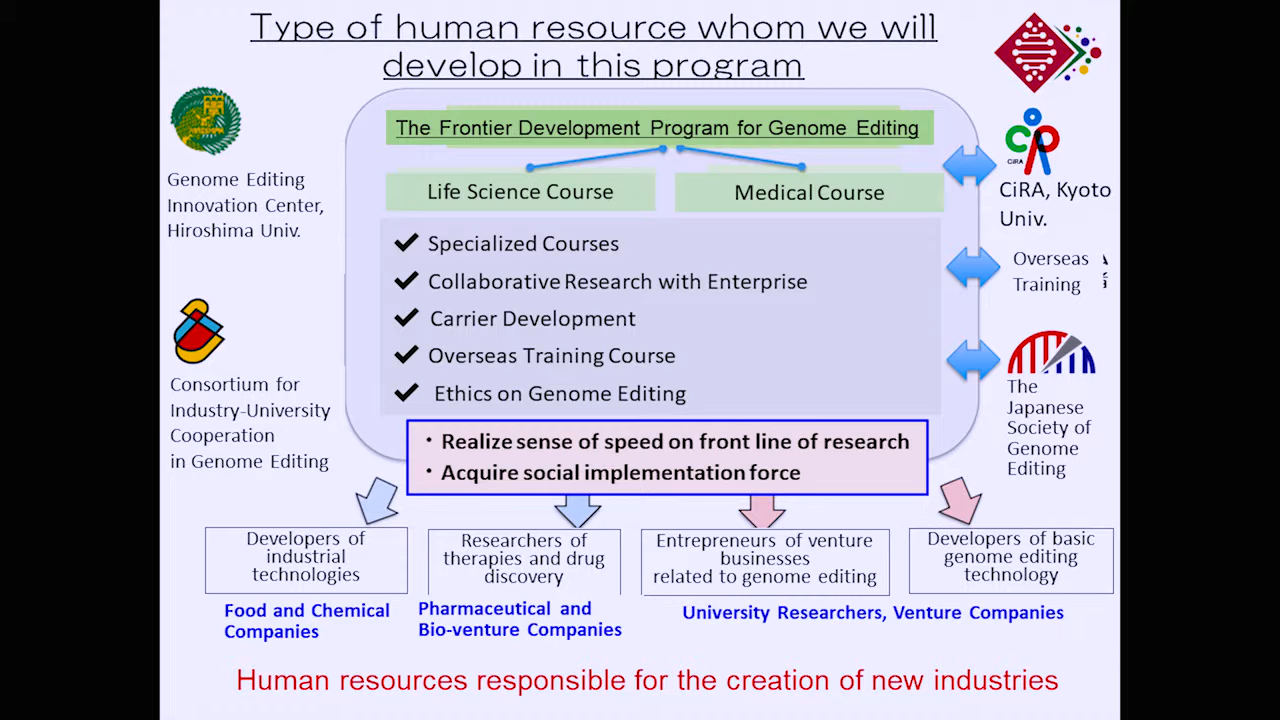 Type of human resource whom we will
develop in this program
The Frontier Development Program for Genome Editing
Life Science Course
Medical Course
✔ Specialized Courses
✔ Collaborative Research with Enterprise
✔ Carrier Development
✔ Overseas Training Course
✔ Ethics on Genome Editing
・Realize sense of speed on front line of research
・Acquire social implementation force
Genome Editing
Innovation Center,
Hiroshima Univ.
Consortium for
Industry-University
Cooperation
in Genome Editing
CiRA
CiRA, Kyoto
Univ.
Overseas
Training
The
Japanese
Society of
Genome
Editing
Developers of
industrial
technologies
Food and Chemical
Companies
Researchers of
therapies and drug
discovery
Pharmaceutical and
Bio-venture Companies
Entrepreneurs of venture
businesses
related to genome editing
Developers of basic
genome editing
technology
University Researchers, Venture Companies
Human resources responsible for the creation of new industries